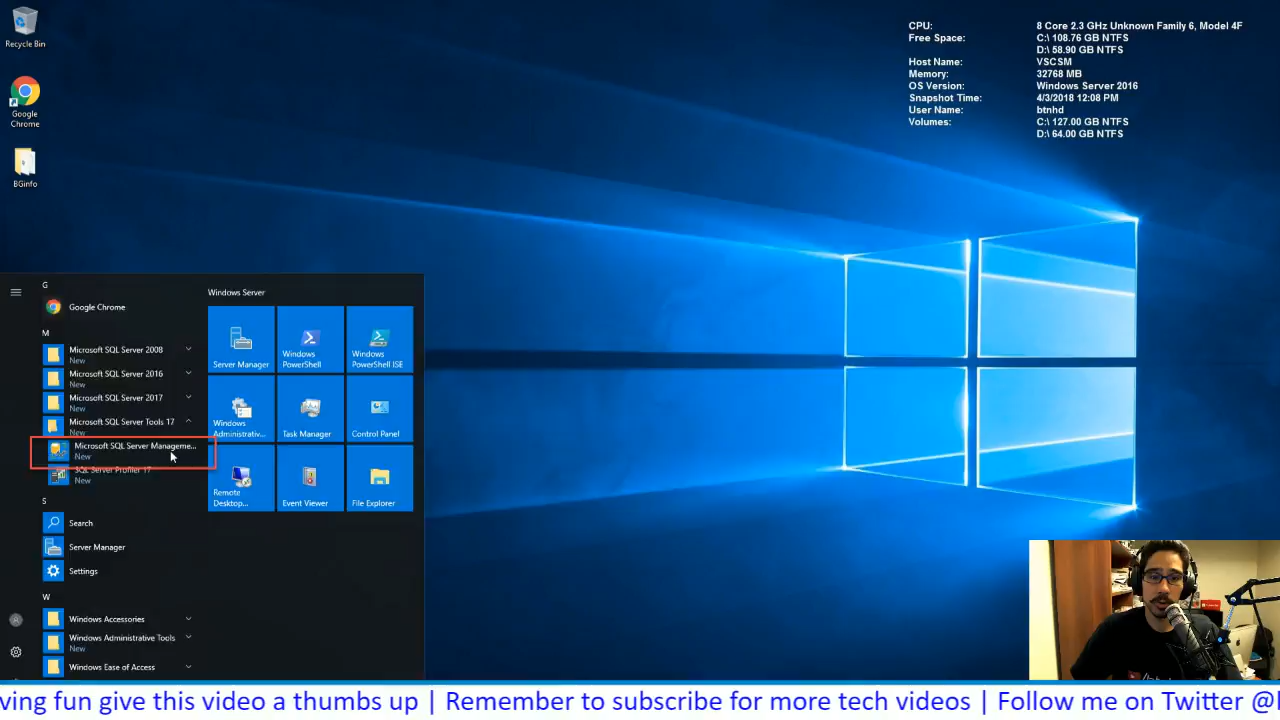 Recycle Bin
Google
Chrome
BGinfo
CPU: 8 Core 2.3 GHz Unknown Family 6, Model 4F
Free Space: C:\ 108.76 GB NTFS
D:\ 58.90 GB NTFS
Host Name: VSCSM
Memory: 32768 MB
OS Version: Windows Server 2016
Snapshot Time: 4/3/2018 12:08 PM
User Name: btnhd
Volumes: C:\ 127.00 GB NTFS
D:\ 64.00 GB NTFS
G
Google Chrome
M
Microsoft SQL Server 2008
New
Microsoft SQL Server 2016
New
Microsoft SQL Server 2017
New
Microsoft SQL Server Tools 17
New
Microsoft SQL Server Manageme...
New
SQL Server Profiler 17
New
S
Search
Server Manager
Settings
W
Windows Accessories
Windows Administrative Tools
New
Windows Ease of Access
Windows Server
Server Manager
Windows
PowerShell
Windows
PowerShell ISE
Windows
Administrativ...
Task Manager
Control Panel
Remote
Desktop...
Event Viewer
File Explorer
ving fun give this video a thumbs up | Remember to subscribe for more tech videos | Follow me on Twitter @